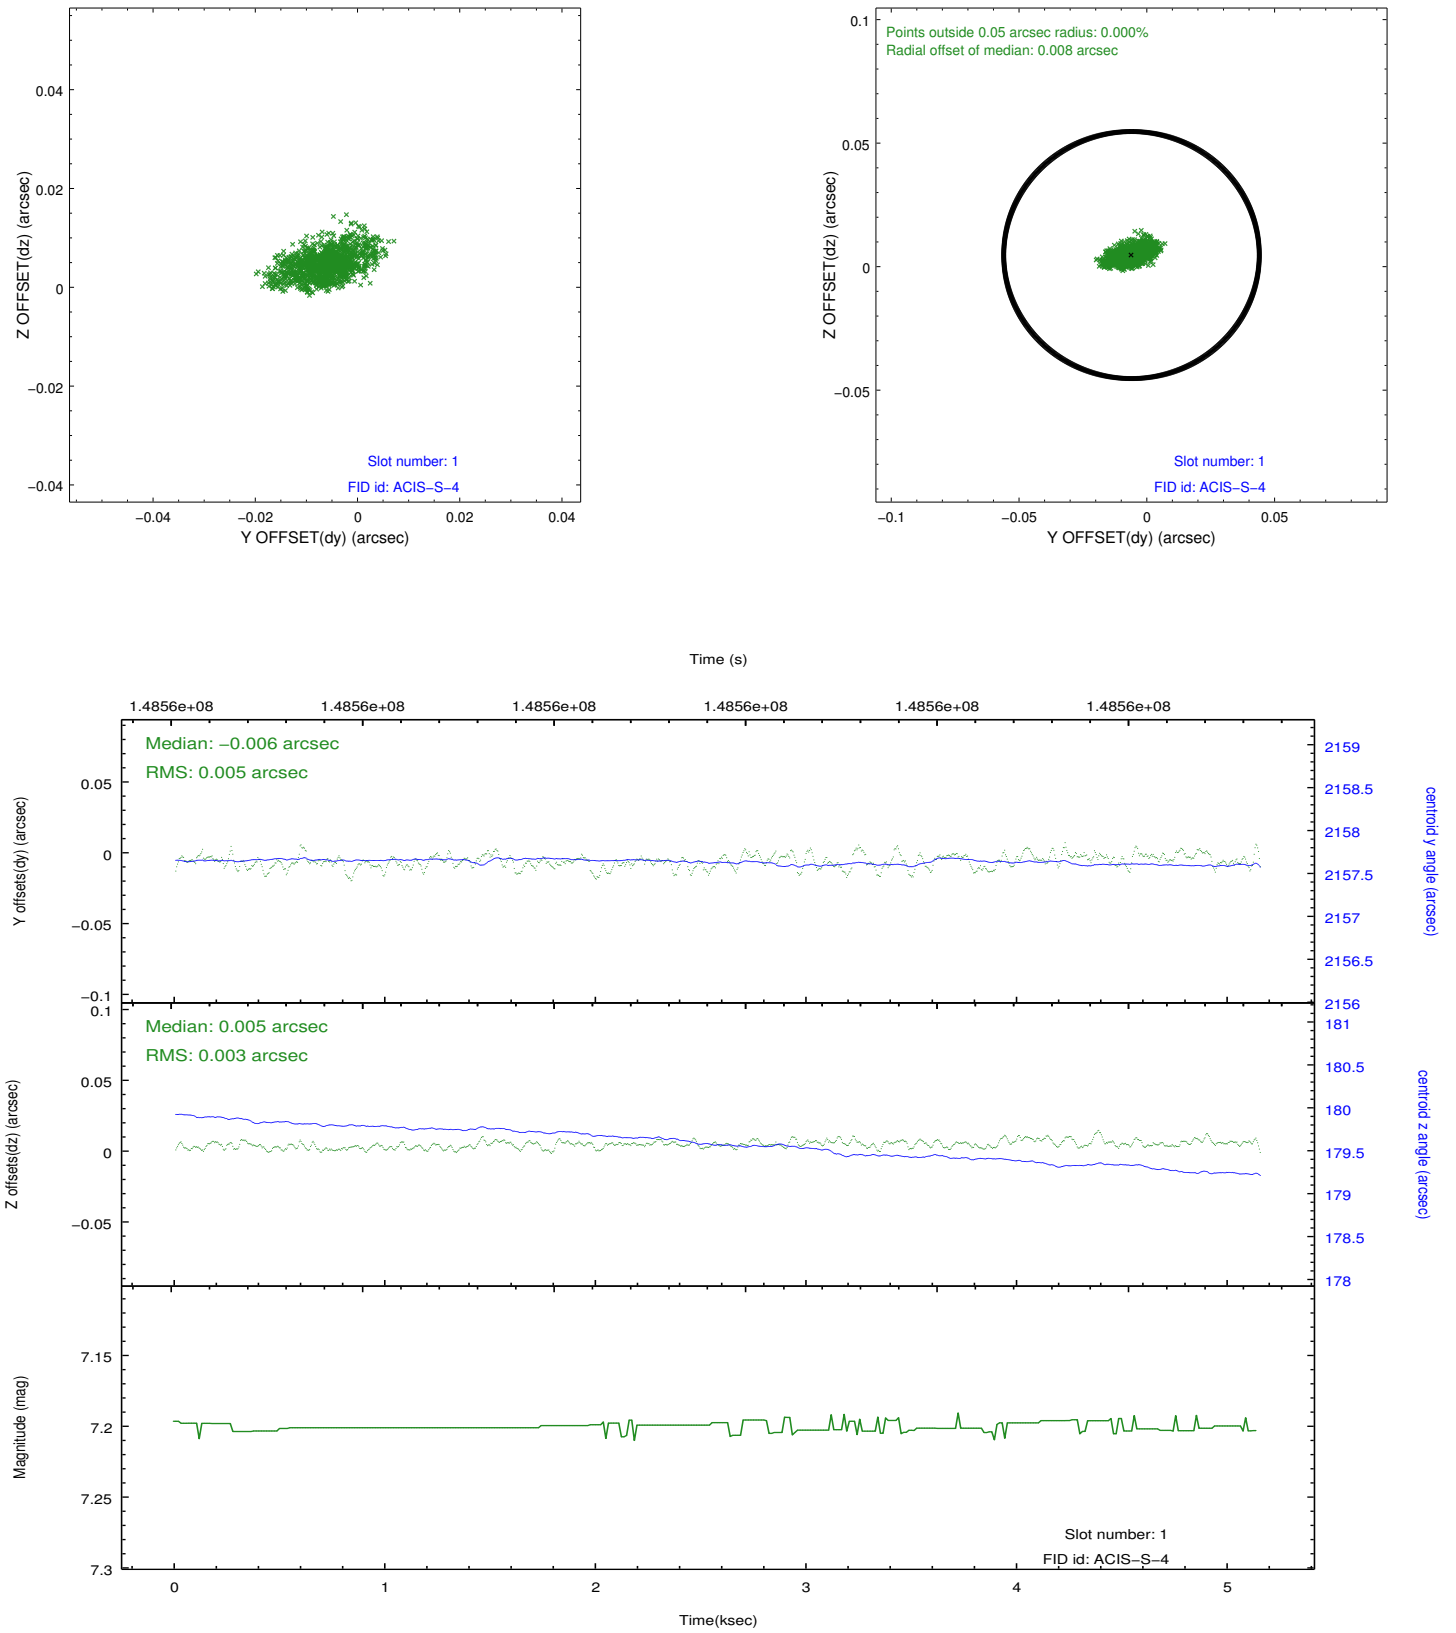 0.04
0.02
0
−0.02
−0.04
Z OFFSET(dz) (arcsec)
Slot number: 1
FID id: ACIS−S−4
−0.04
−0.02
0
0.02
0.04
Y OFFSET(dy) (arcsec)
Points outside 0.05 arcsec radius: 0.000%
Radial offset of median: 0.008 arcsec
0.1
0.05
0
−0.05
Z OFFSET(dz) (arcsec)
Slot number: 1
FID id: ACIS−S−4
−0.1
−0.05
0
0.05
Y OFFSET(dy) (arcsec)
Time (s)
1.4856e+08 1.4856e+08 1.4856e+08 1.4856e+08 1.4856e+08 1.4856e+08
Median: −0.006 arcsec
RMS: 0.005 arcsec
0.05
0
−0.05
−0.1
Y offsets(dy) (arcsec)
2159
2158.5
2158
2157.5
2157
2156.5
2156
centroid y angle (arcsec)
Median: 0.005 arcsec
RMS: 0.003 arcsec
0.1
0.05
0
−0.05
Z offsets(dz) (arcsec)
181
180.5
180
179.5
179
178.5
178
centroid z angle (arcsec)
7.15
7.2
7.25
7.3
Magnitude (mag)
Slot number: 1
FID id: ACIS−S−4
0 1 2 3 4 5
Time(ksec)